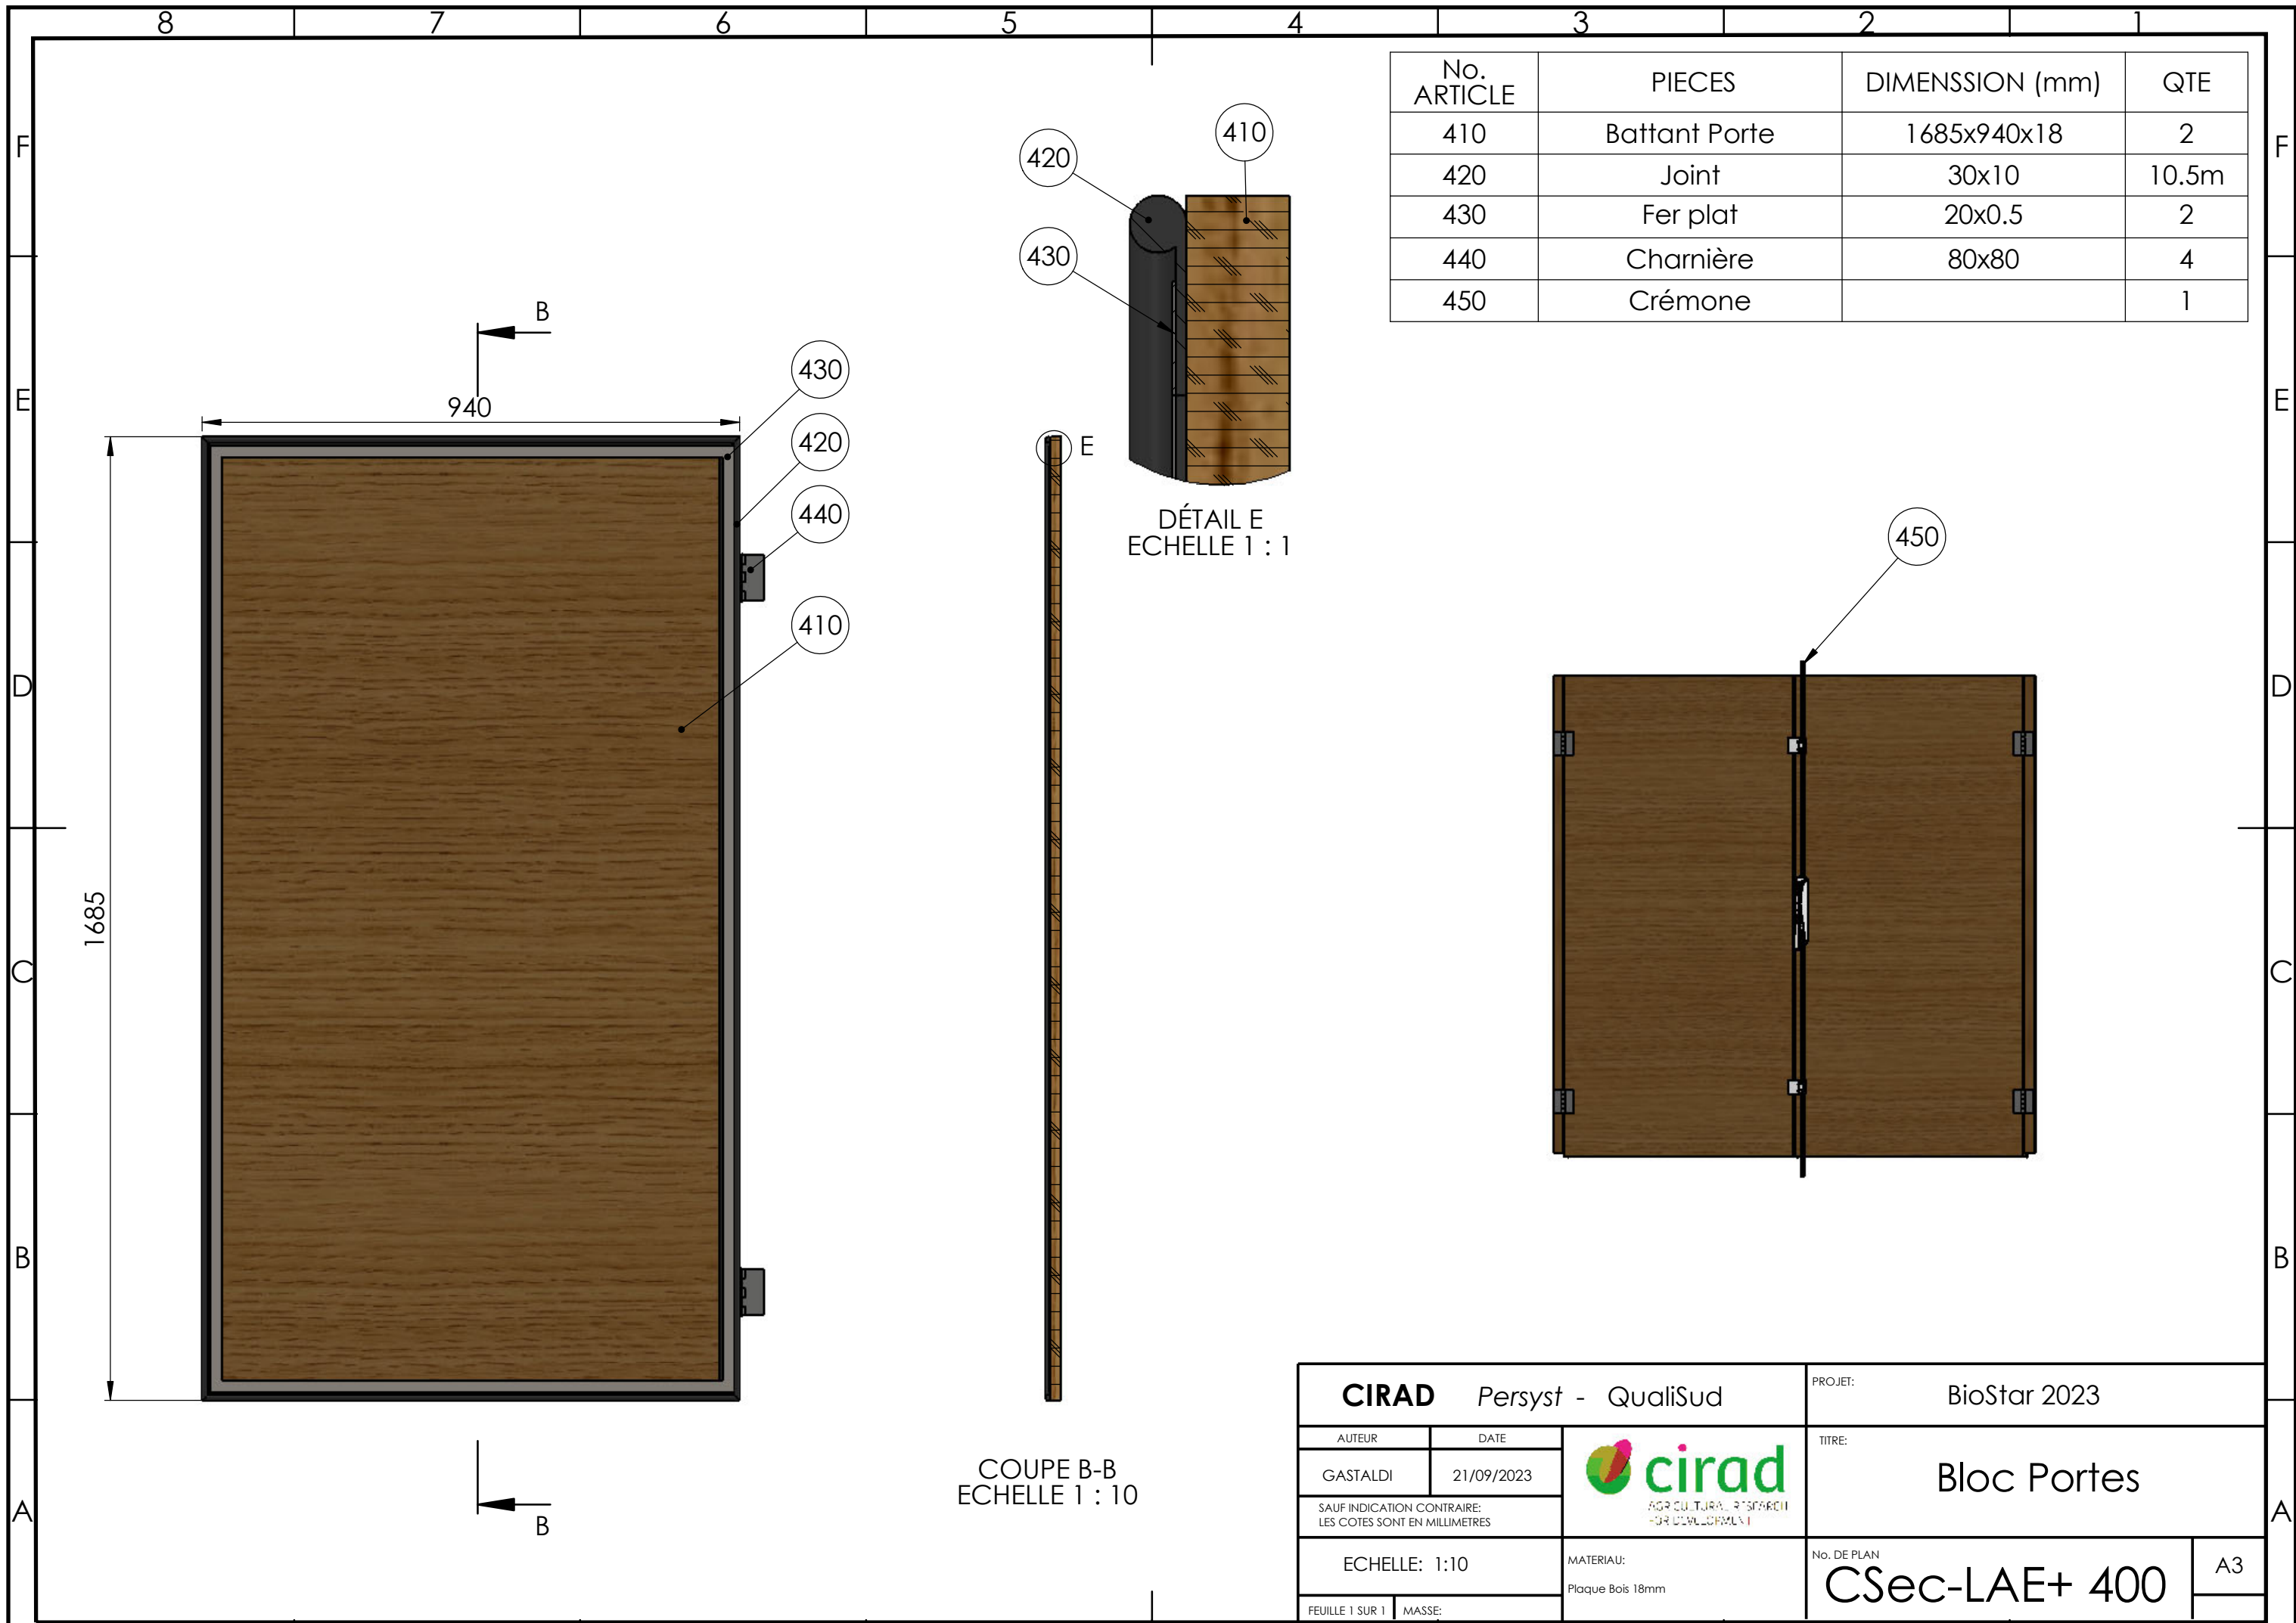 8 7 6 5 4 3 2 1
F F
E E
D D
C C
B B
A A
No. ARTICLE PIECES DIMENSSION (mm) QTE
410 Battant Porte 1685x940x18 2
420 Joint 30x10 10.5m
430 Fer plat 20x0.5 2
440 Charnière 80x80 4
450 Crémone 1
420
410
430
DÉTAIL E
ECHELLE 1 : 1
B
940
1685
430
420
440
410
B
E
COUPE B-B
ECHELLE 1 : 10
450
CIRAD Persyst - QualiSud
PROJET:
BioStar 2023
AUTEUR DATE
GASTALDI 21/09/2023
SAUF INDICATION CONTRAIRE:
LES COTES SONT EN MILLIMETRES
cirad
AGRICULTURAL RESEARCH
FOR DEVELOPMENT
TITRE:
Bloc Portes
ECHELLE: 1:10
MATERIAU:
Plaque Bois 18mm
No. DE PLAN
CSec-LAE+ 400
A3
FEUILLE 1 SUR 1 MASSE: